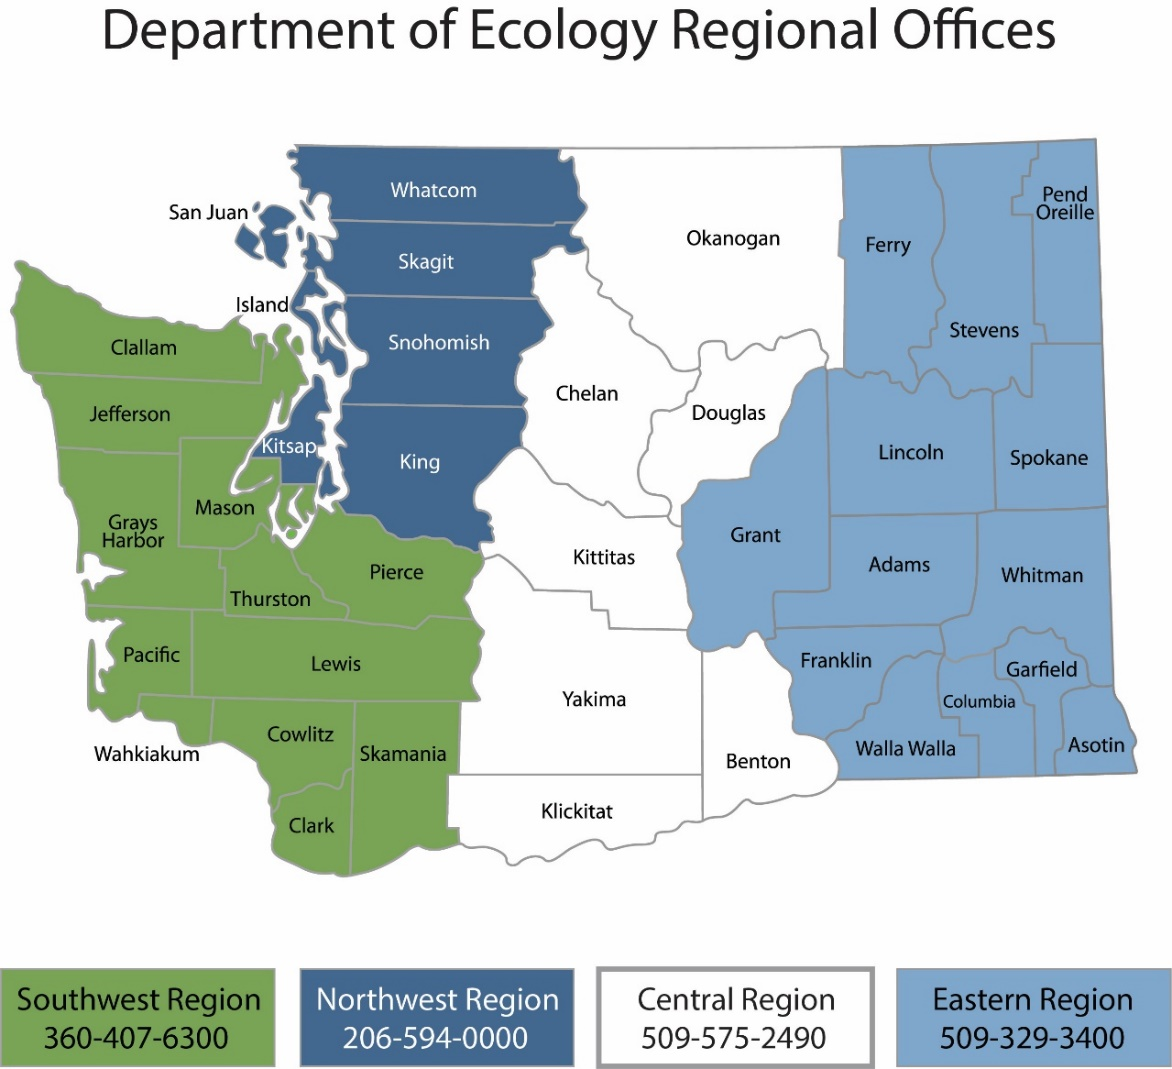 Department of Ecology Regional Offices
Whatcom
San Juan
Skagit
Island
Snohomish
Clallam
Jefferson
Kitsap
King
Mason
Grays
Harbor
Pierce
Thurston
Pacific
Lewis
Cowlitz
Skamania
Wahkiakum
Clark
Okanogan
Chelan
Douglas
Kittitas
Yakima
Benton
Klickitat
Ferry
Stevens
Pend
Oreille
Lincoln
Spokane
Grant
Adams
Whitman
Franklin
Garfield
Columbia
Walla Walla
Asotin
Southwest Region
360-407-6300
Northwest Region
206-594-0000
Central Region
509-575-2490
Eastern Region
509-329-3400